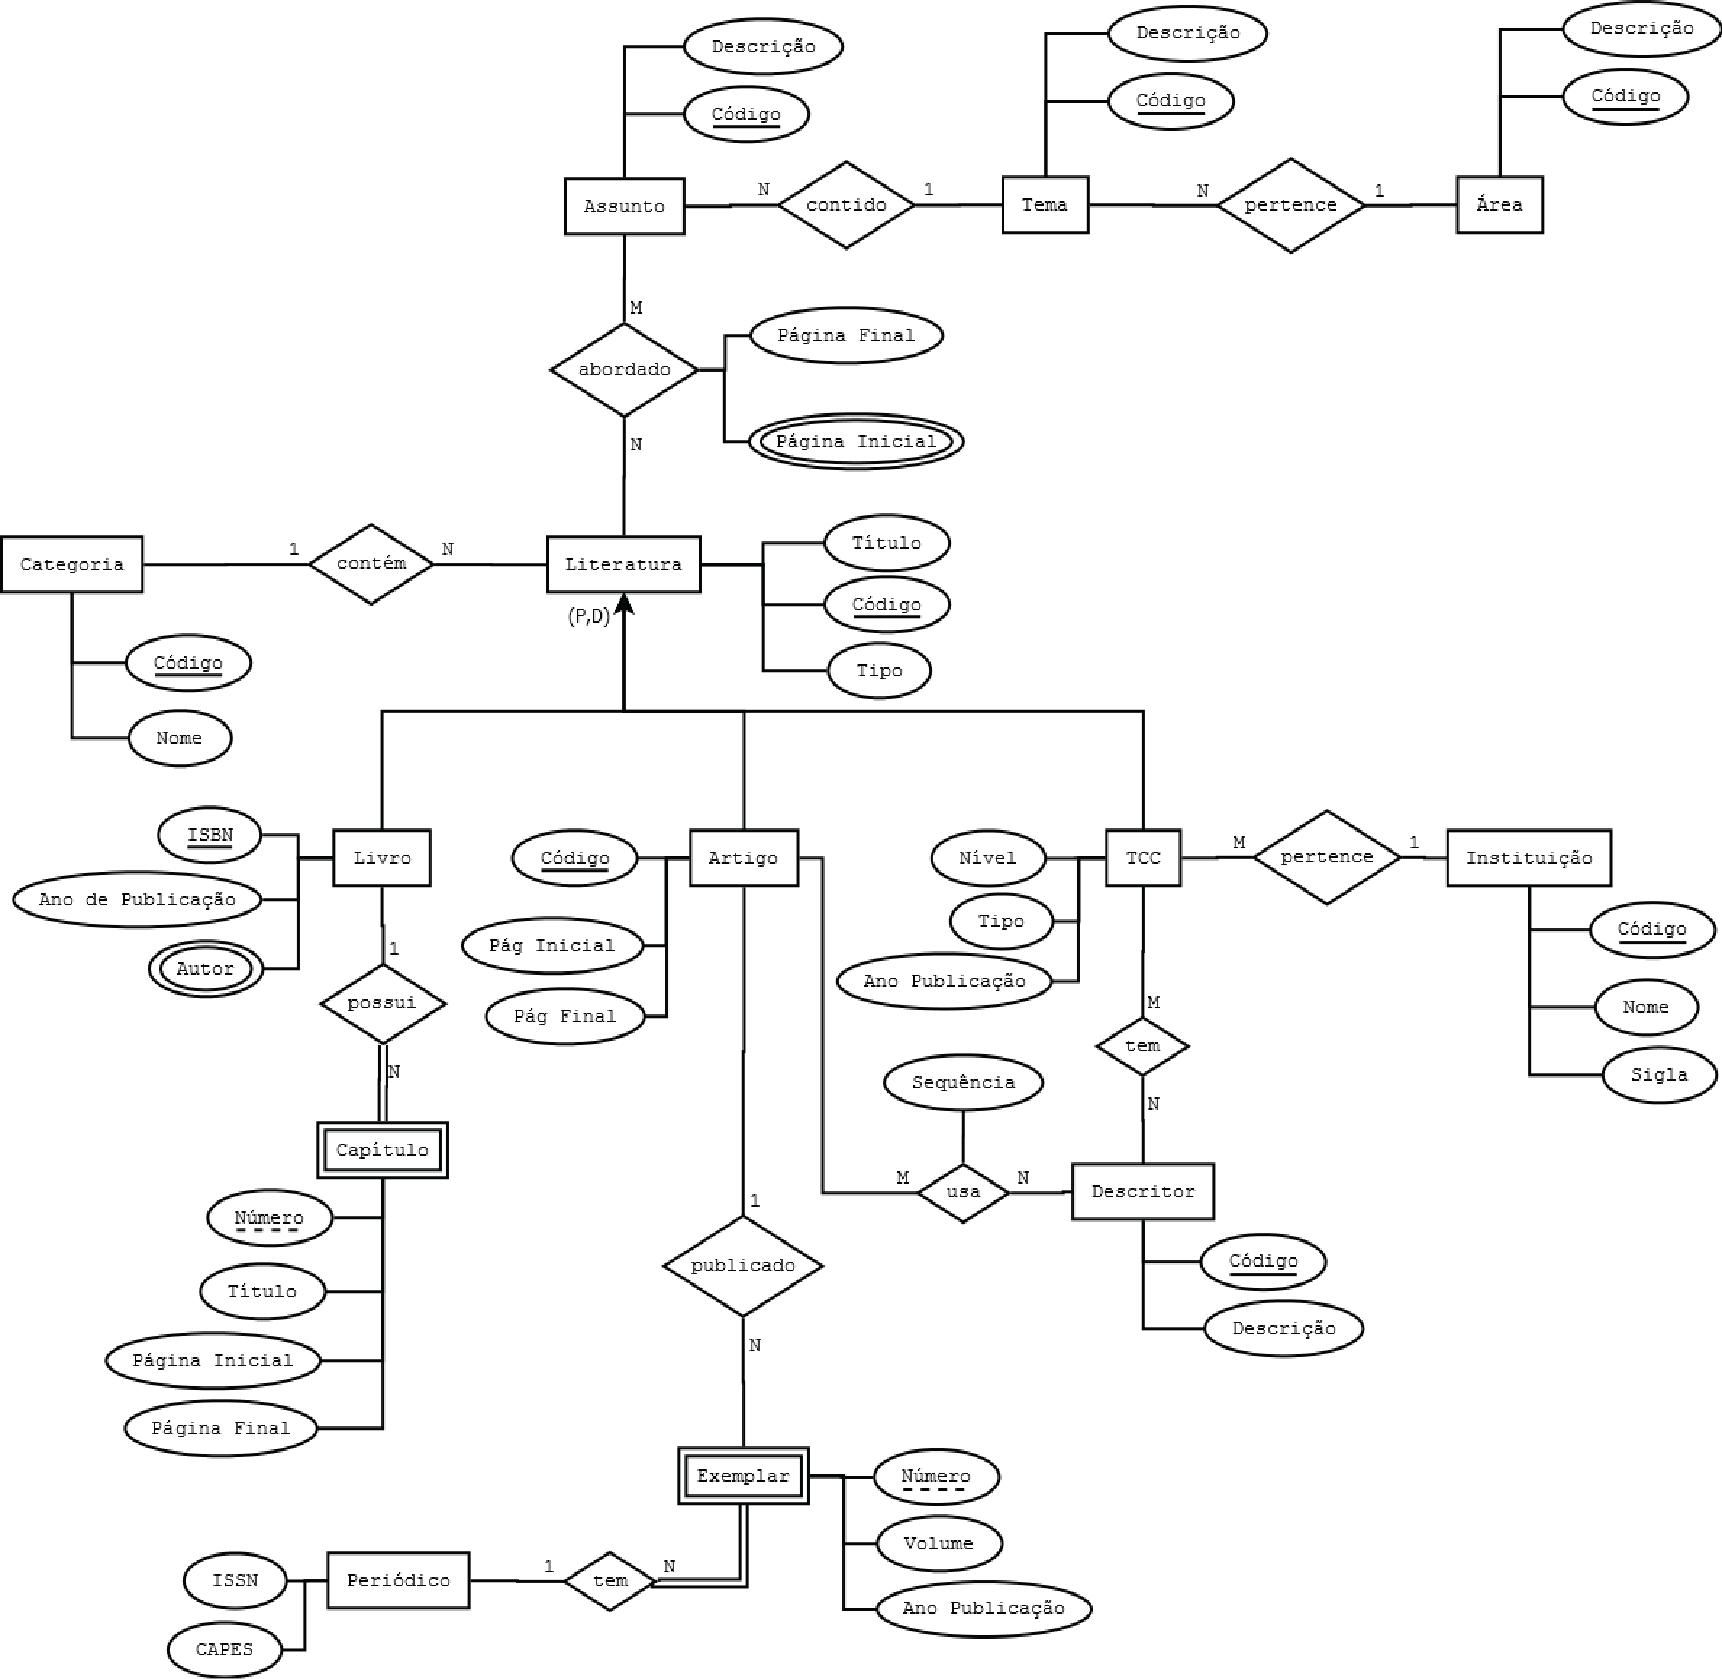 Descrição
Código
Descrição
Código
Descrição
Código
Assunto
N
contido
1
Tema
N
pertence
1
Área
M
abordado
Página Final
Página Inicial
N
Categoria
1
contém
N
Literatura
Título
Código
Tipo
(P,D)
Código
Nome
ISBN
Ano de Publicação
Autor
Livro
Código
Pág Inicial
Pág Final
Artigo
Nível
Tipo
Ano Publicação
TCC
M
pertence
1
Instituição
Código
Nome
Sigla
1
possui
N
Capítulo
Número
Título
Página Inicial
Página Final
M
tem
N
Sequência
M
usa
N
Descritor
Código
Descrição
1
publicado
N
Exemplar
Número
Volume
Ano Publicação
ISSN
CAPES
Periódico
1
tem
N